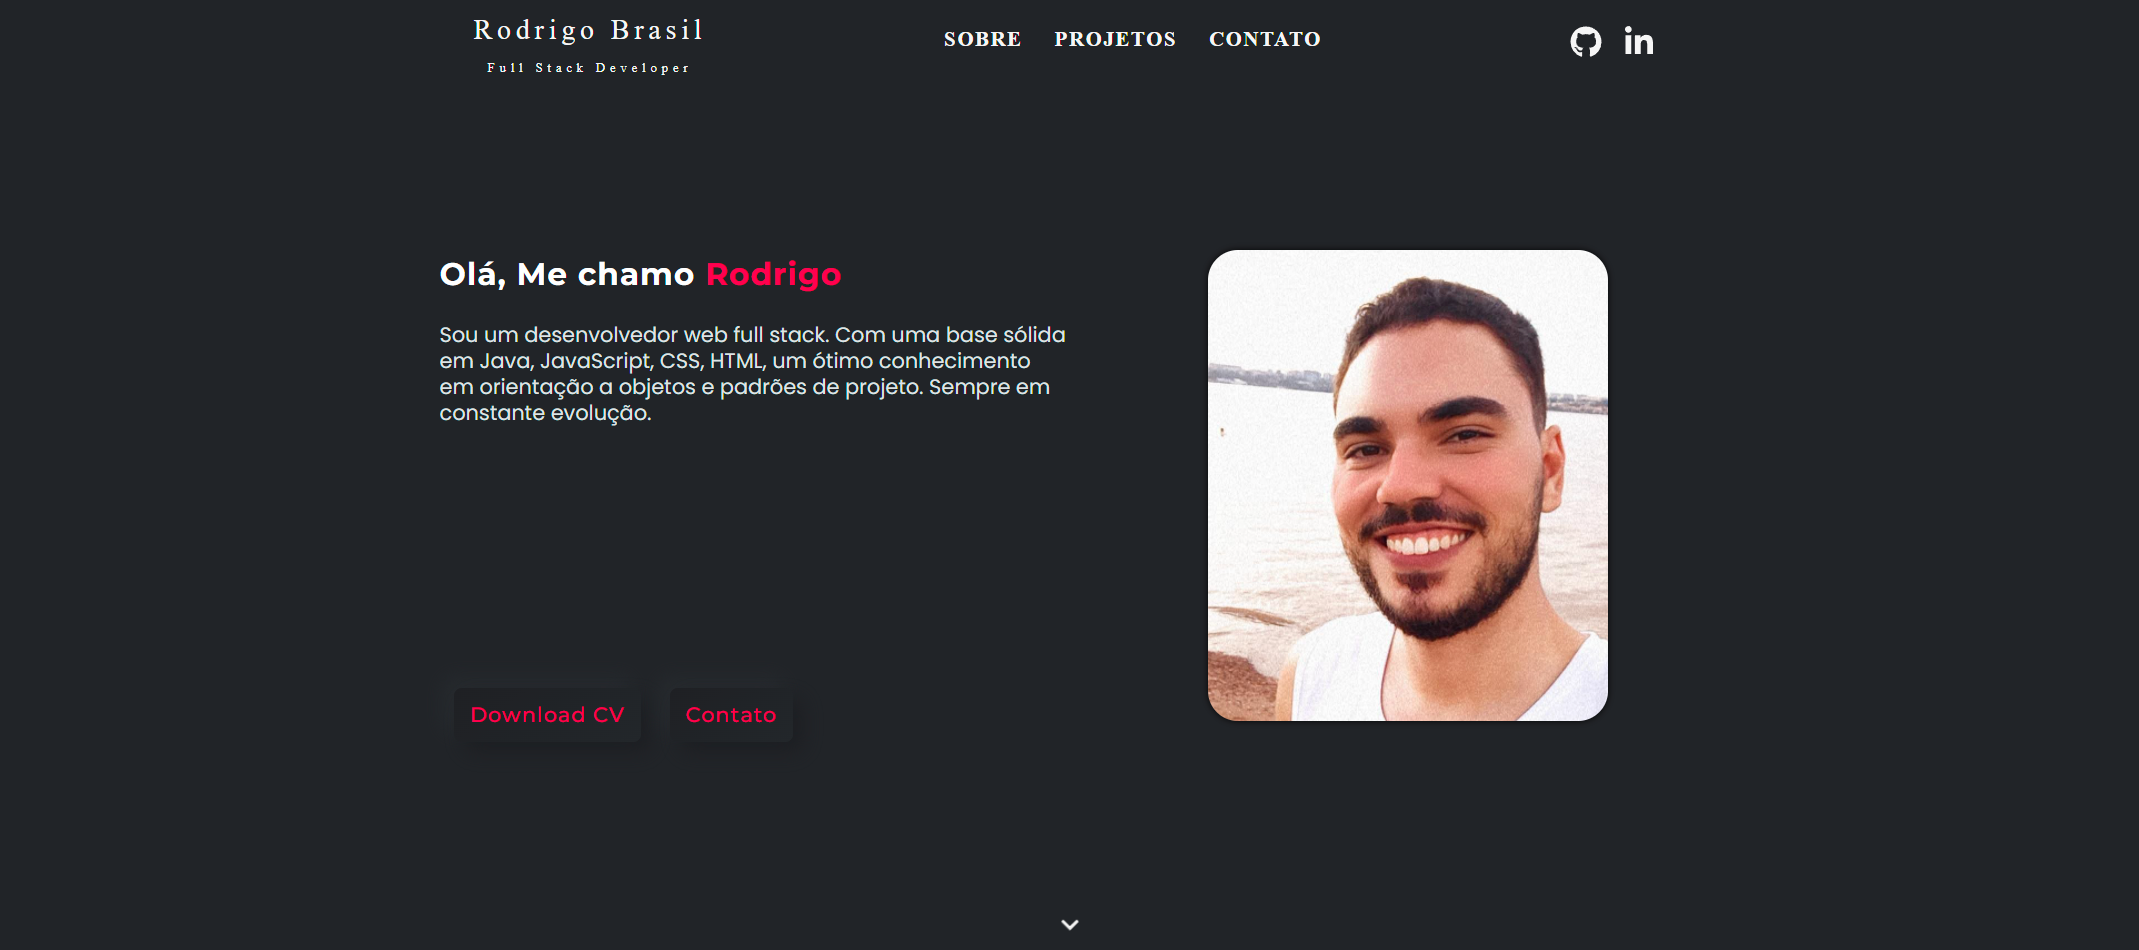 Rodrigo Brasil
Full Stack Developer
SOBRE PROJETOS CONTATO
in
Olá, Me chamo Rodrigo
Sou um desenvolvedor web full stack. Com uma base sólida
em Java, JavaScript, CSS, HTML, um ótimo conhecimento
em orientação a objetos e padrões de projeto. Sempre em
constante evolução.
Download CV
Contato